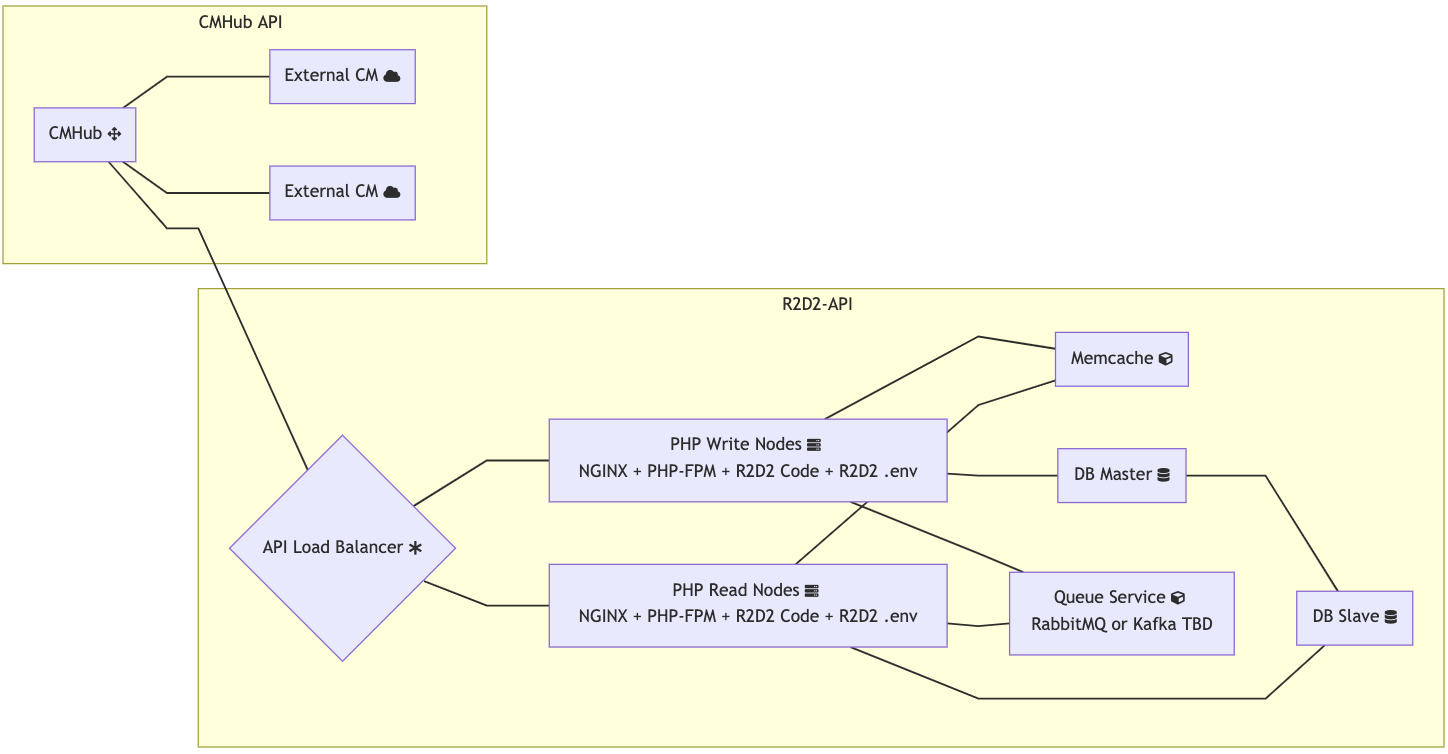 CMHub API
External CM
CMHub
External CM
R2D2-API
Memcache
PHP Write Nodes
NGINX + PHP-FPM + R2D2 Code + R2D2 .env
DB Master
API Load Balancer
PHP Read Nodes
NGINX + PHP-FPM + R2D2 Code + R2D2 .env
Queue Service
RabbitMQ or Kafka TBD
DB Slave